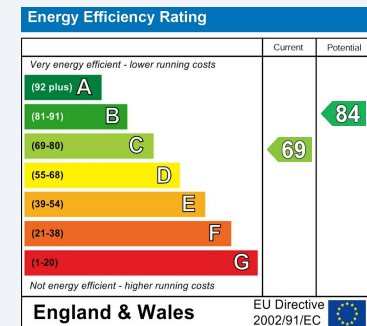 Energy Efficiency Rating
Current Potential
Very energy efficient - lower running costs
(92 plus) A
(81-91) B 84
(69-80) C 69
(55-68) D
(39-54) E
(21-38) F
(1-20) G
Not energy efficient - higher running costs
England & Wales
EU Directive
2002/91/EC